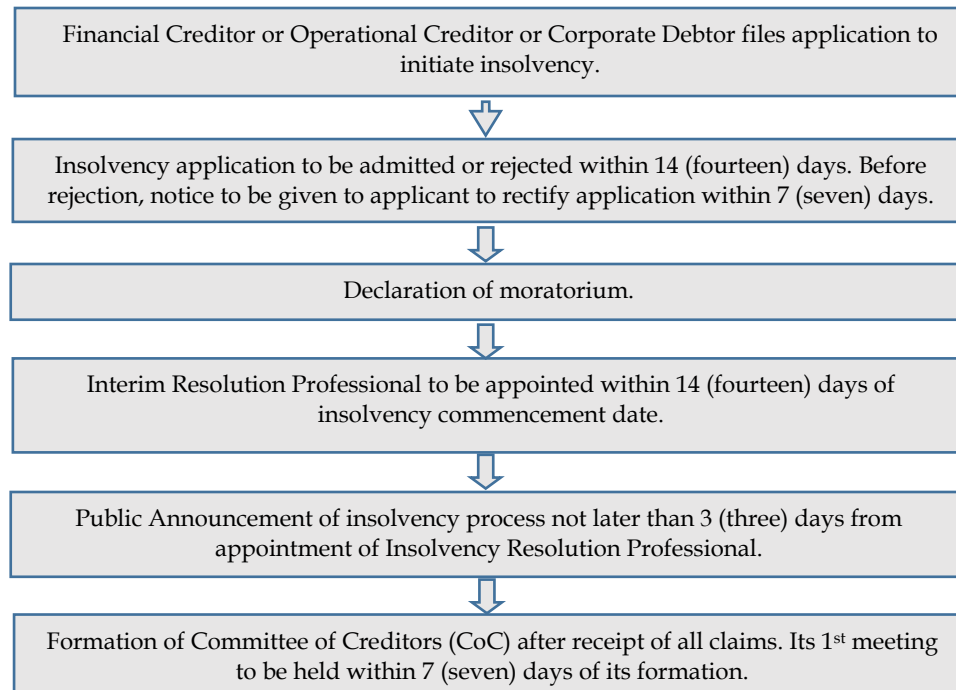 Financial Creditor or Operational Creditor or Corporate Debtor files application to
initiate insolvency.
Insolvency application to be admitted or rejected within 14 (fourteen) days. Before
rejection, notice to be given to applicant to rectify application within 7 (seven) days.
Declaration of moratorium.
Interim Resolution Professional to be appointed within 14 (fourteen) days of
insolvency commencement date.
Public Announcement of insolvency process not later than 3 (three) days from
appointment of Insolvency Resolution Professional.
Formation of Committee of Creditors (CoC) after receipt of all claims. Its 1st meeting
to be held within 7 (seven) days of its formation.